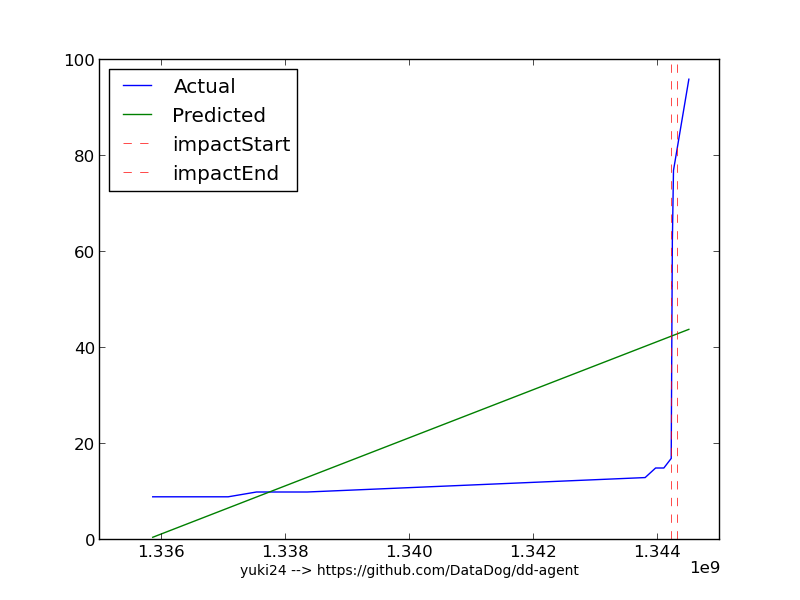 100
80
60
40
20
0
Actual
Predicted
impactStart
impactEnd
1.336 1.338 1.340 1.342 1.344
1e9
yuki24 --> https://github.com/DataDog/dd-agent